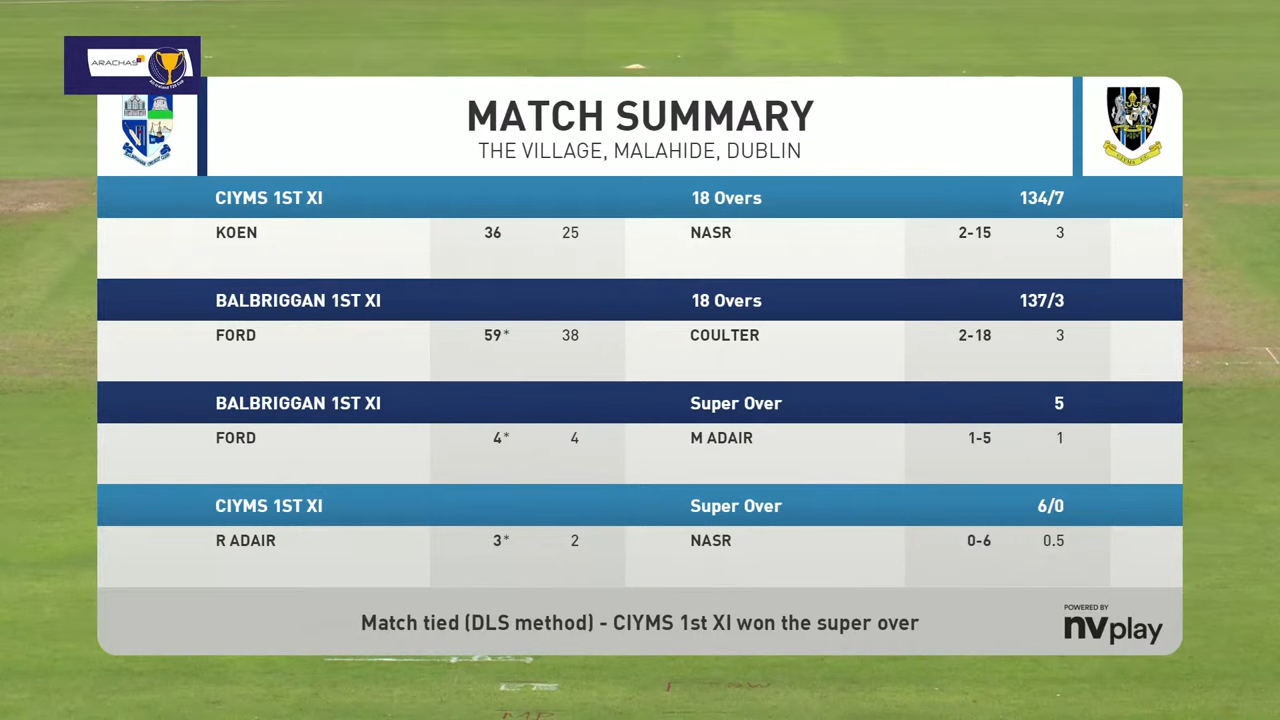 ARACHAS
MATCH SUMMARY
THE VILLAGE, MALAHIDE, DUBLIN
CIYMS 1ST XI 18 Overs 134/7
KOEN 36 25 NASR 2-15 3
BALBRIGGAN 1ST XI 18 Overs 137/3
FORD 59* 38 COULTER 2-18 3
BALBRIGGAN 1ST XI Super Over 5
FORD 4* 4 M ADAIR 1-5 1
CIYMS 1ST XI Super Over 6/0
R ADAIR 3* 2 NASR 0-6 0.5
Match tied (DLS method) - CIYMS 1st XI won the super over
POWERED BY
nvplay